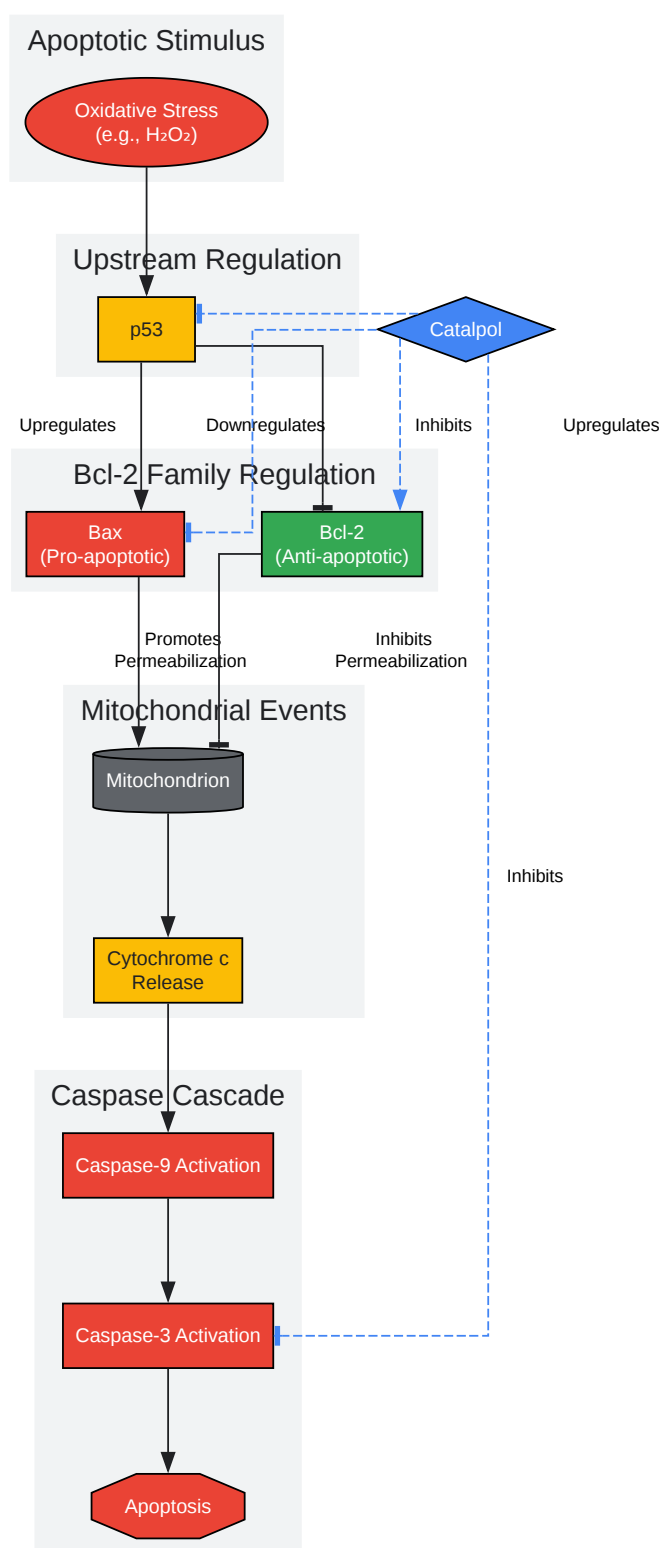 Apoptotic Stimulus
Oxidative Stress
(e.g., H₂O₂)
Upstream Regulation
p53
Catalpol
Upregulates
Downregulates
Inhibits
Upregulates
Bcl-2 Family Regulation
Bax
(Pro-apoptotic)
Bcl-2
(Anti-apoptotic)
Promotes
Permeabilization
Inhibits
Permeabilization
Mitochondrial Events
Mitochondrion
Inhibits
Cytochrome c
Release
Caspase Cascade
Caspase-9 Activation
Caspase-3 Activation
Apoptosis